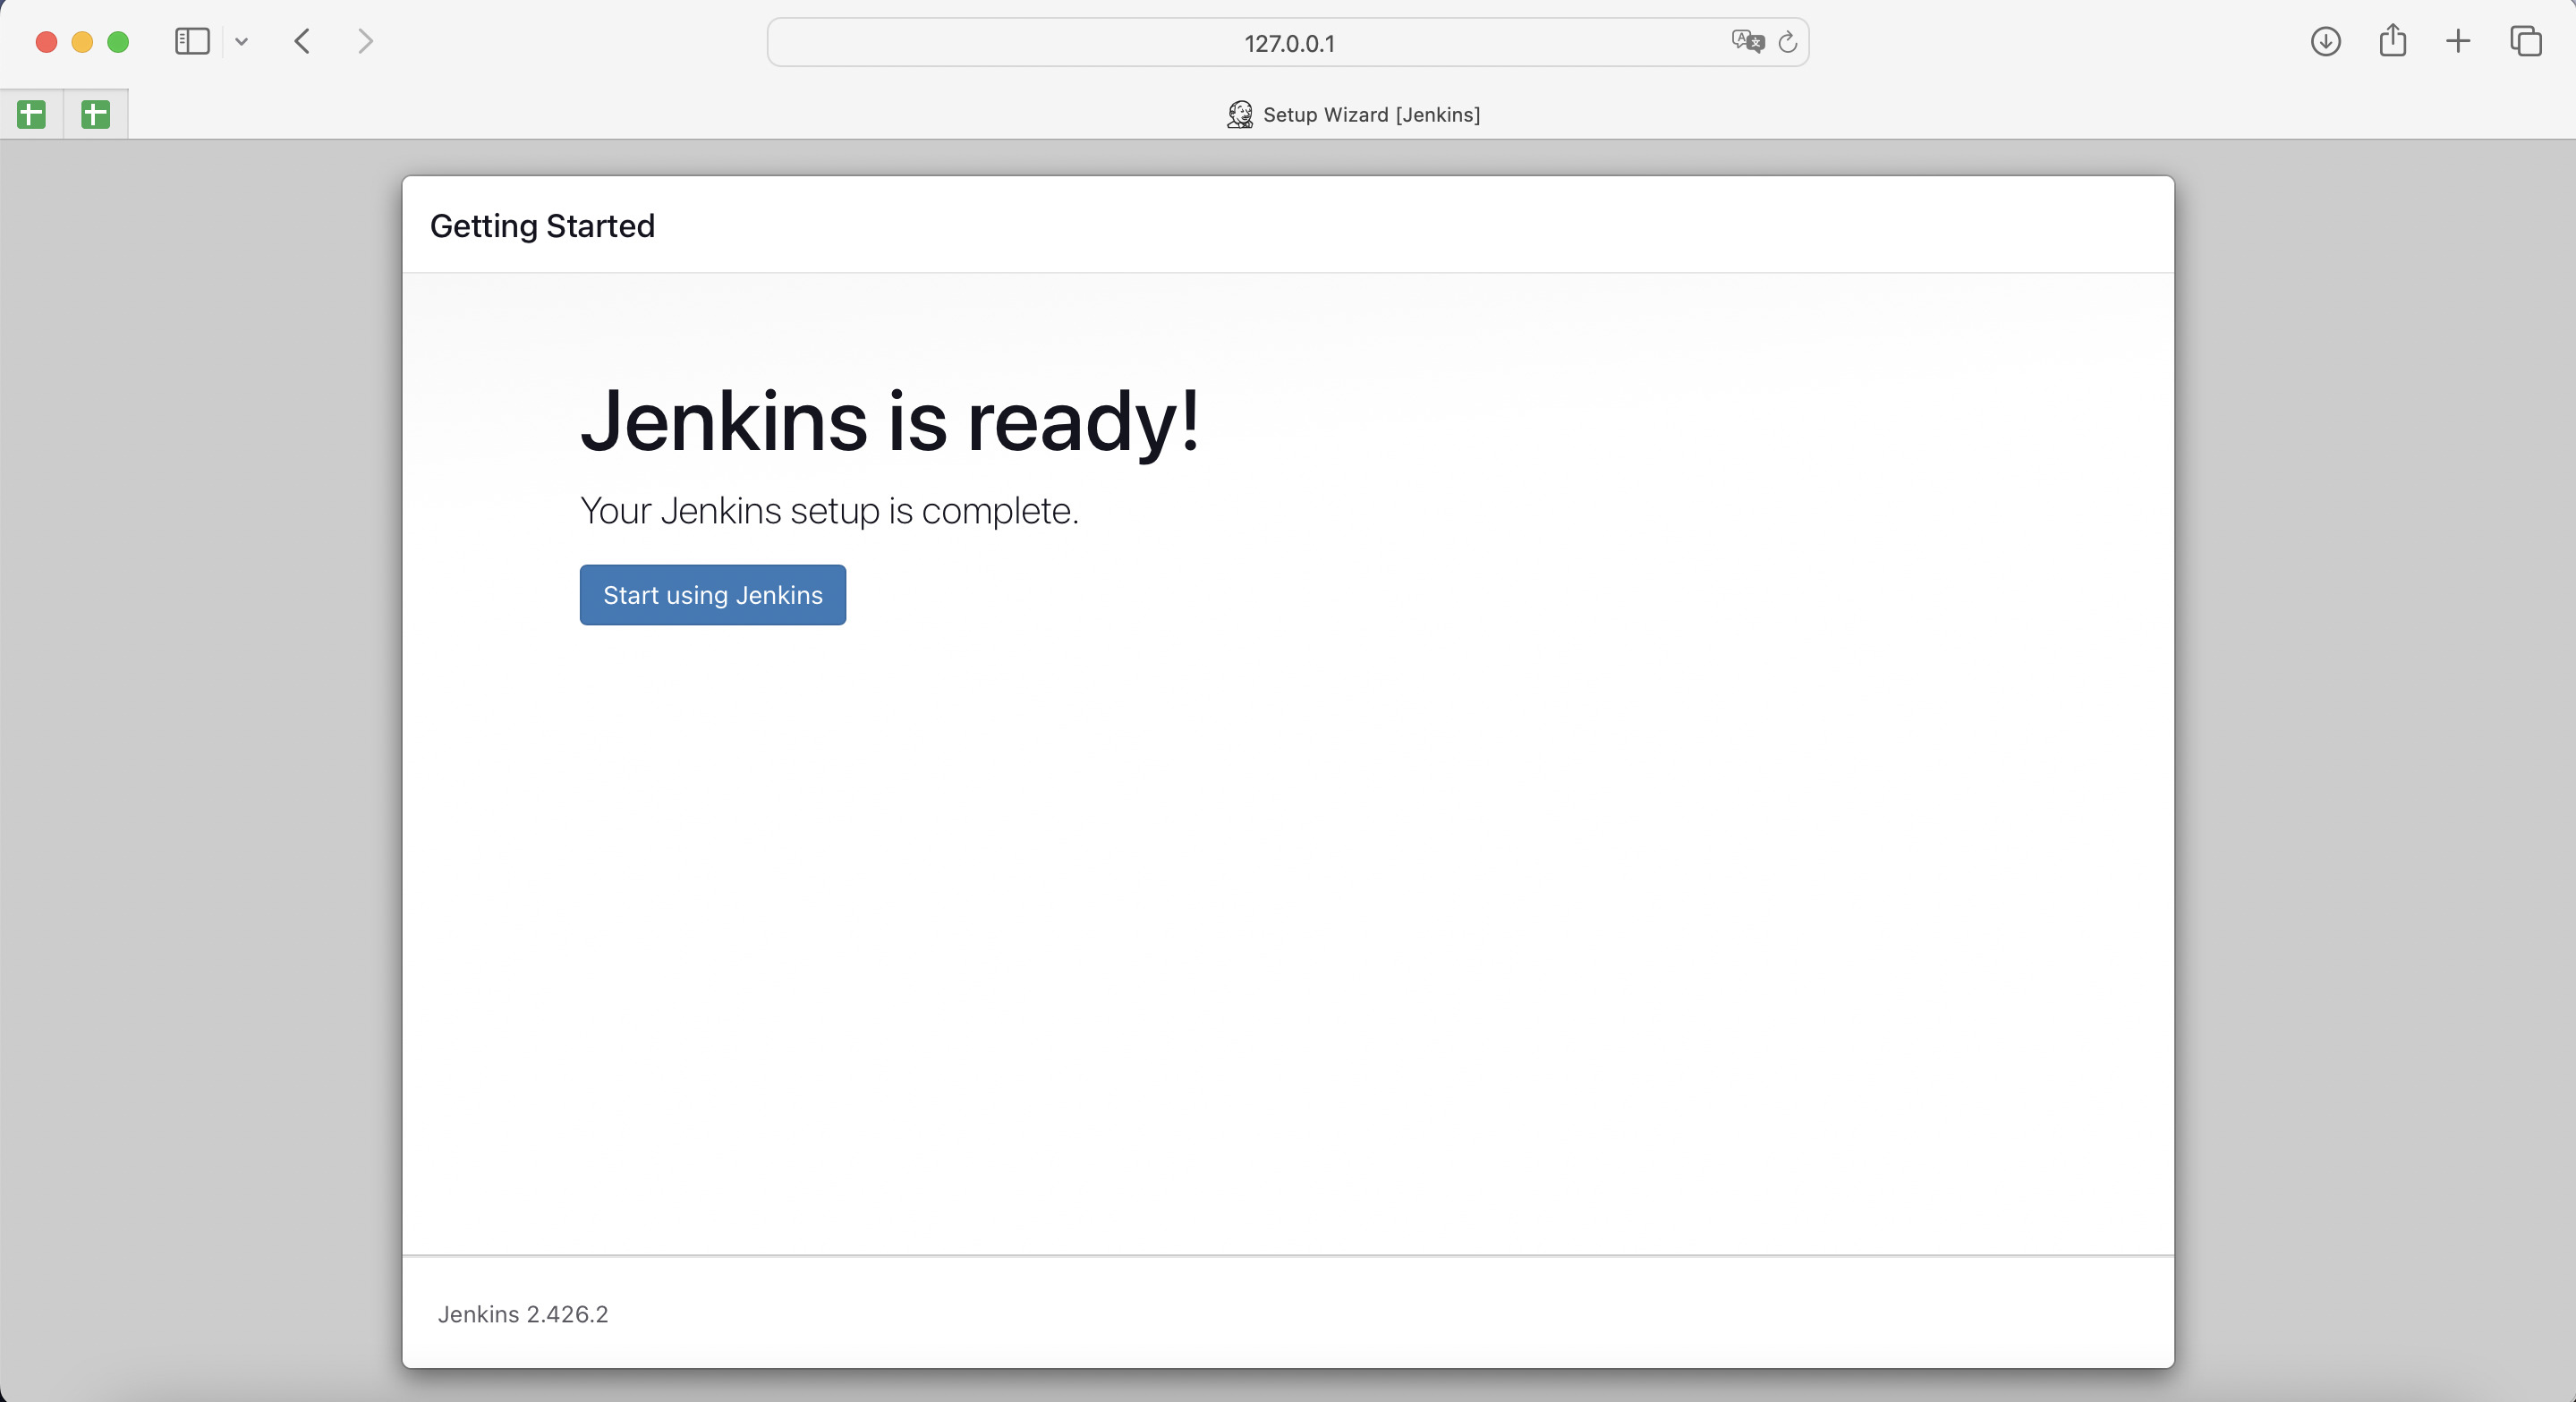 127.0.0.1
Setup Wizard [Jenkins]
Getting Started
Jenkins is ready!
Your Jenkins setup is complete.
Start using Jenkins
Jenkins 2.426.2